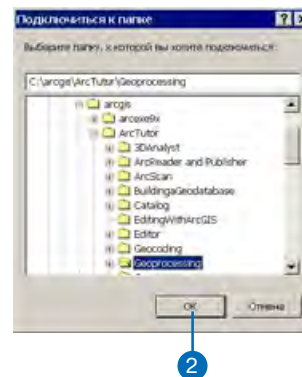 Подключиться к папке
Выберите папку, к которой вы хотите подключиться:
C:\arcgis\ArcTutor\Geoprocessing
arcgis
arcexe9x
ArcTutor
3DAnalyst
ArcReader and Publisher
ArcScan
BuildingaGeodatabase
Catalog
EditingWithArcGIS
Editor
Geocoding
Geoprocessing
OK
Отмена
2